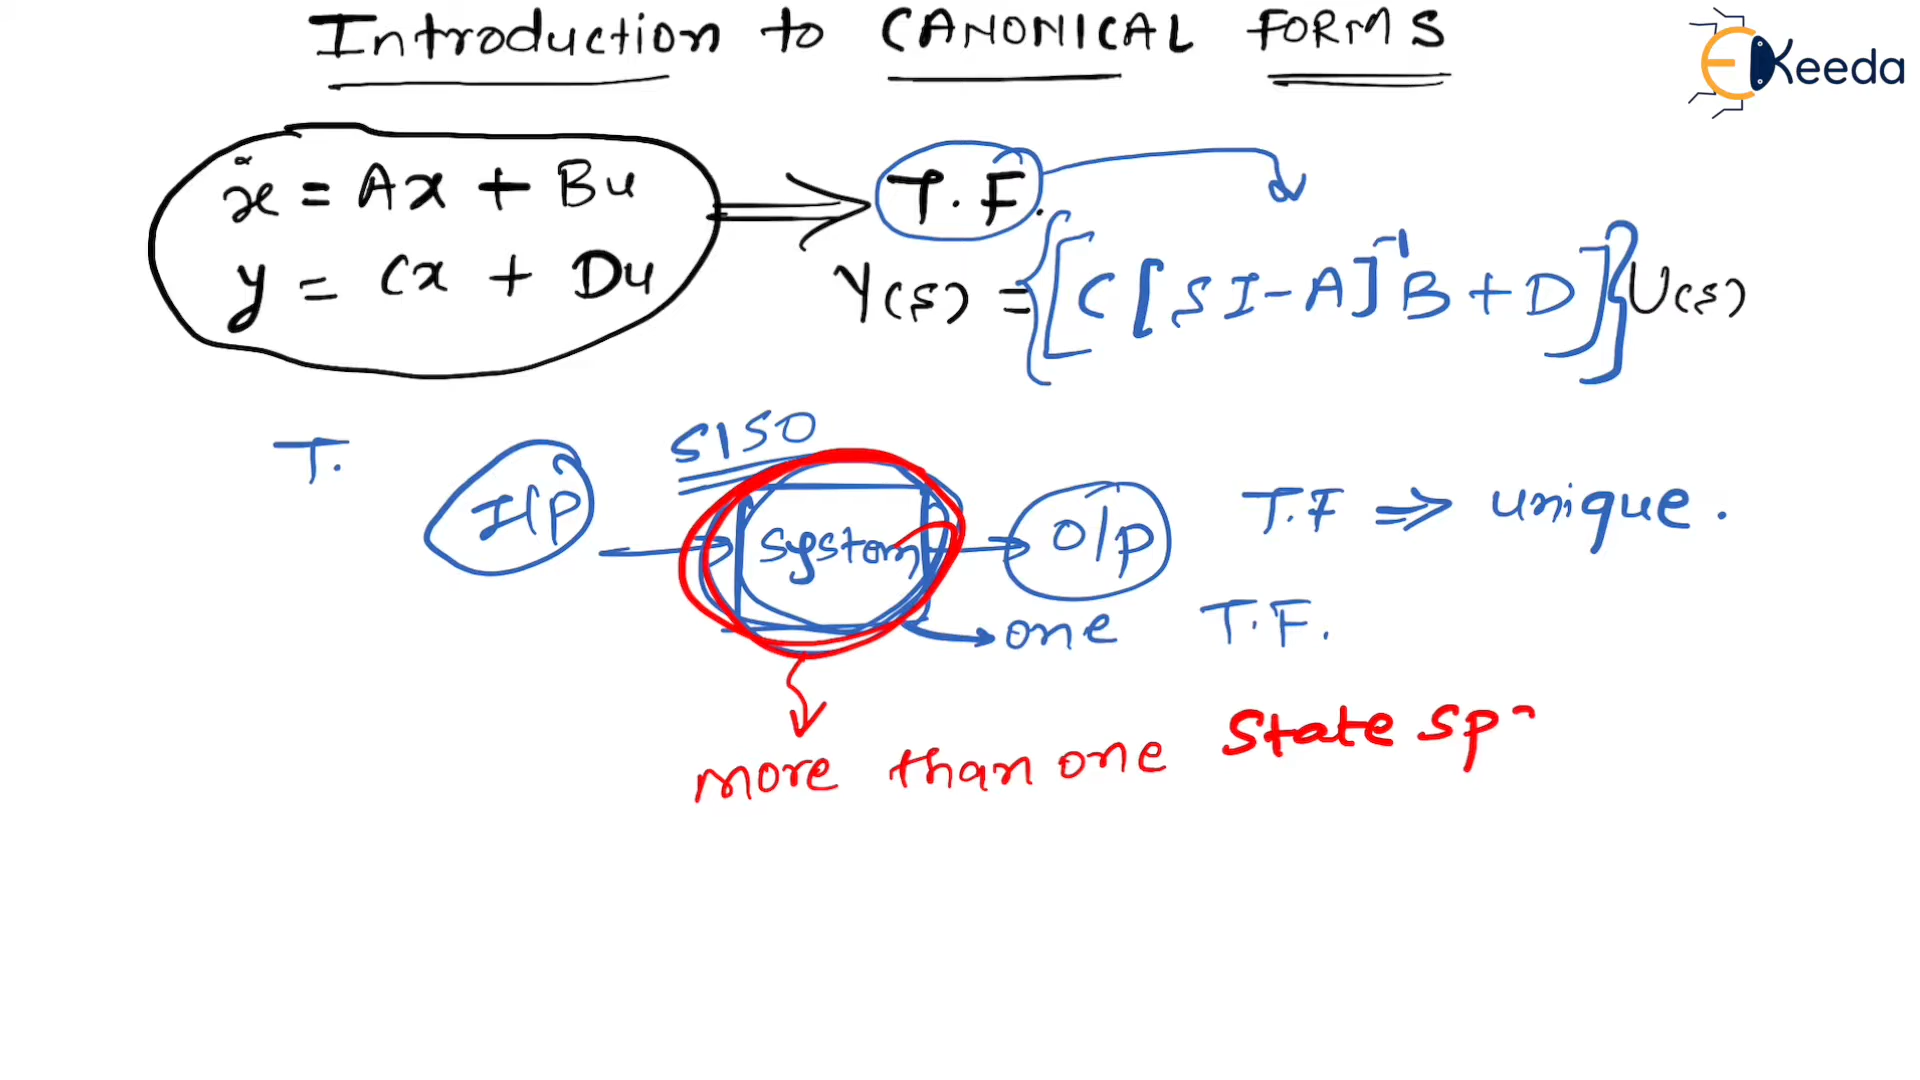 Introduction to CANONICAL FORMS
EKeeda
ẋ = Ax + Bu
y = Cx + Du
T.F.
Y(s) = {[C[SI-A]⁻¹B+D]}U(s)
SISO
T.
I/P
system
O/P
T.F ⇒ unique.
one T.F.
more than one State Sp